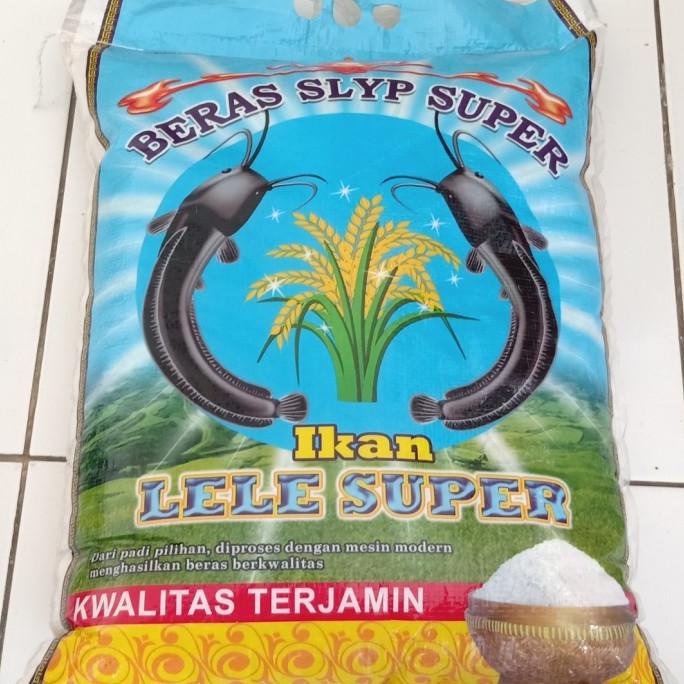 BERAS SLYP SUPER
Ikan
LELE SUPER
Dari padi pilihan, diproses dengan mesin modern
menghasilkan beras berkwalitas
KWALITAS TERJAMIN